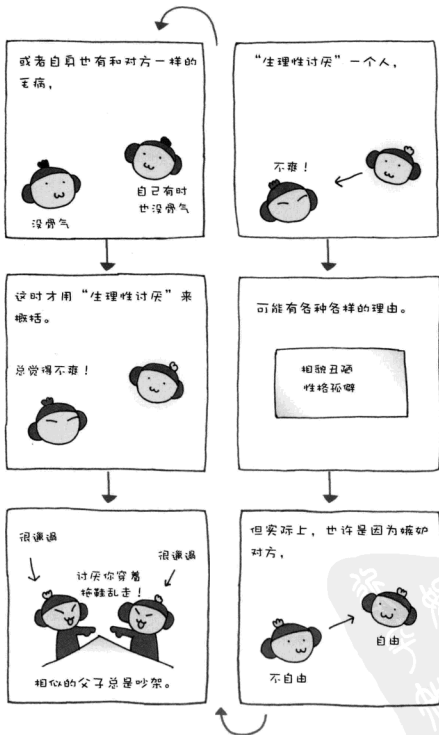 “生理性讨厌”一个人，
不爽！
可能有各种各样的理由。
相貌丑陋
性格孤僻
但实际上，也许是因为嫉妒
对方，
自由
不自由
或者自身也有和对方一样的
毛病，
自己有时
也没骨气
没骨气
这时才用“生理性讨厌”来
概括。
总觉得不爽！
很邋遢
很邋遢
讨厌你穿着
拖鞋乱走！
相似的父子总是吵架。